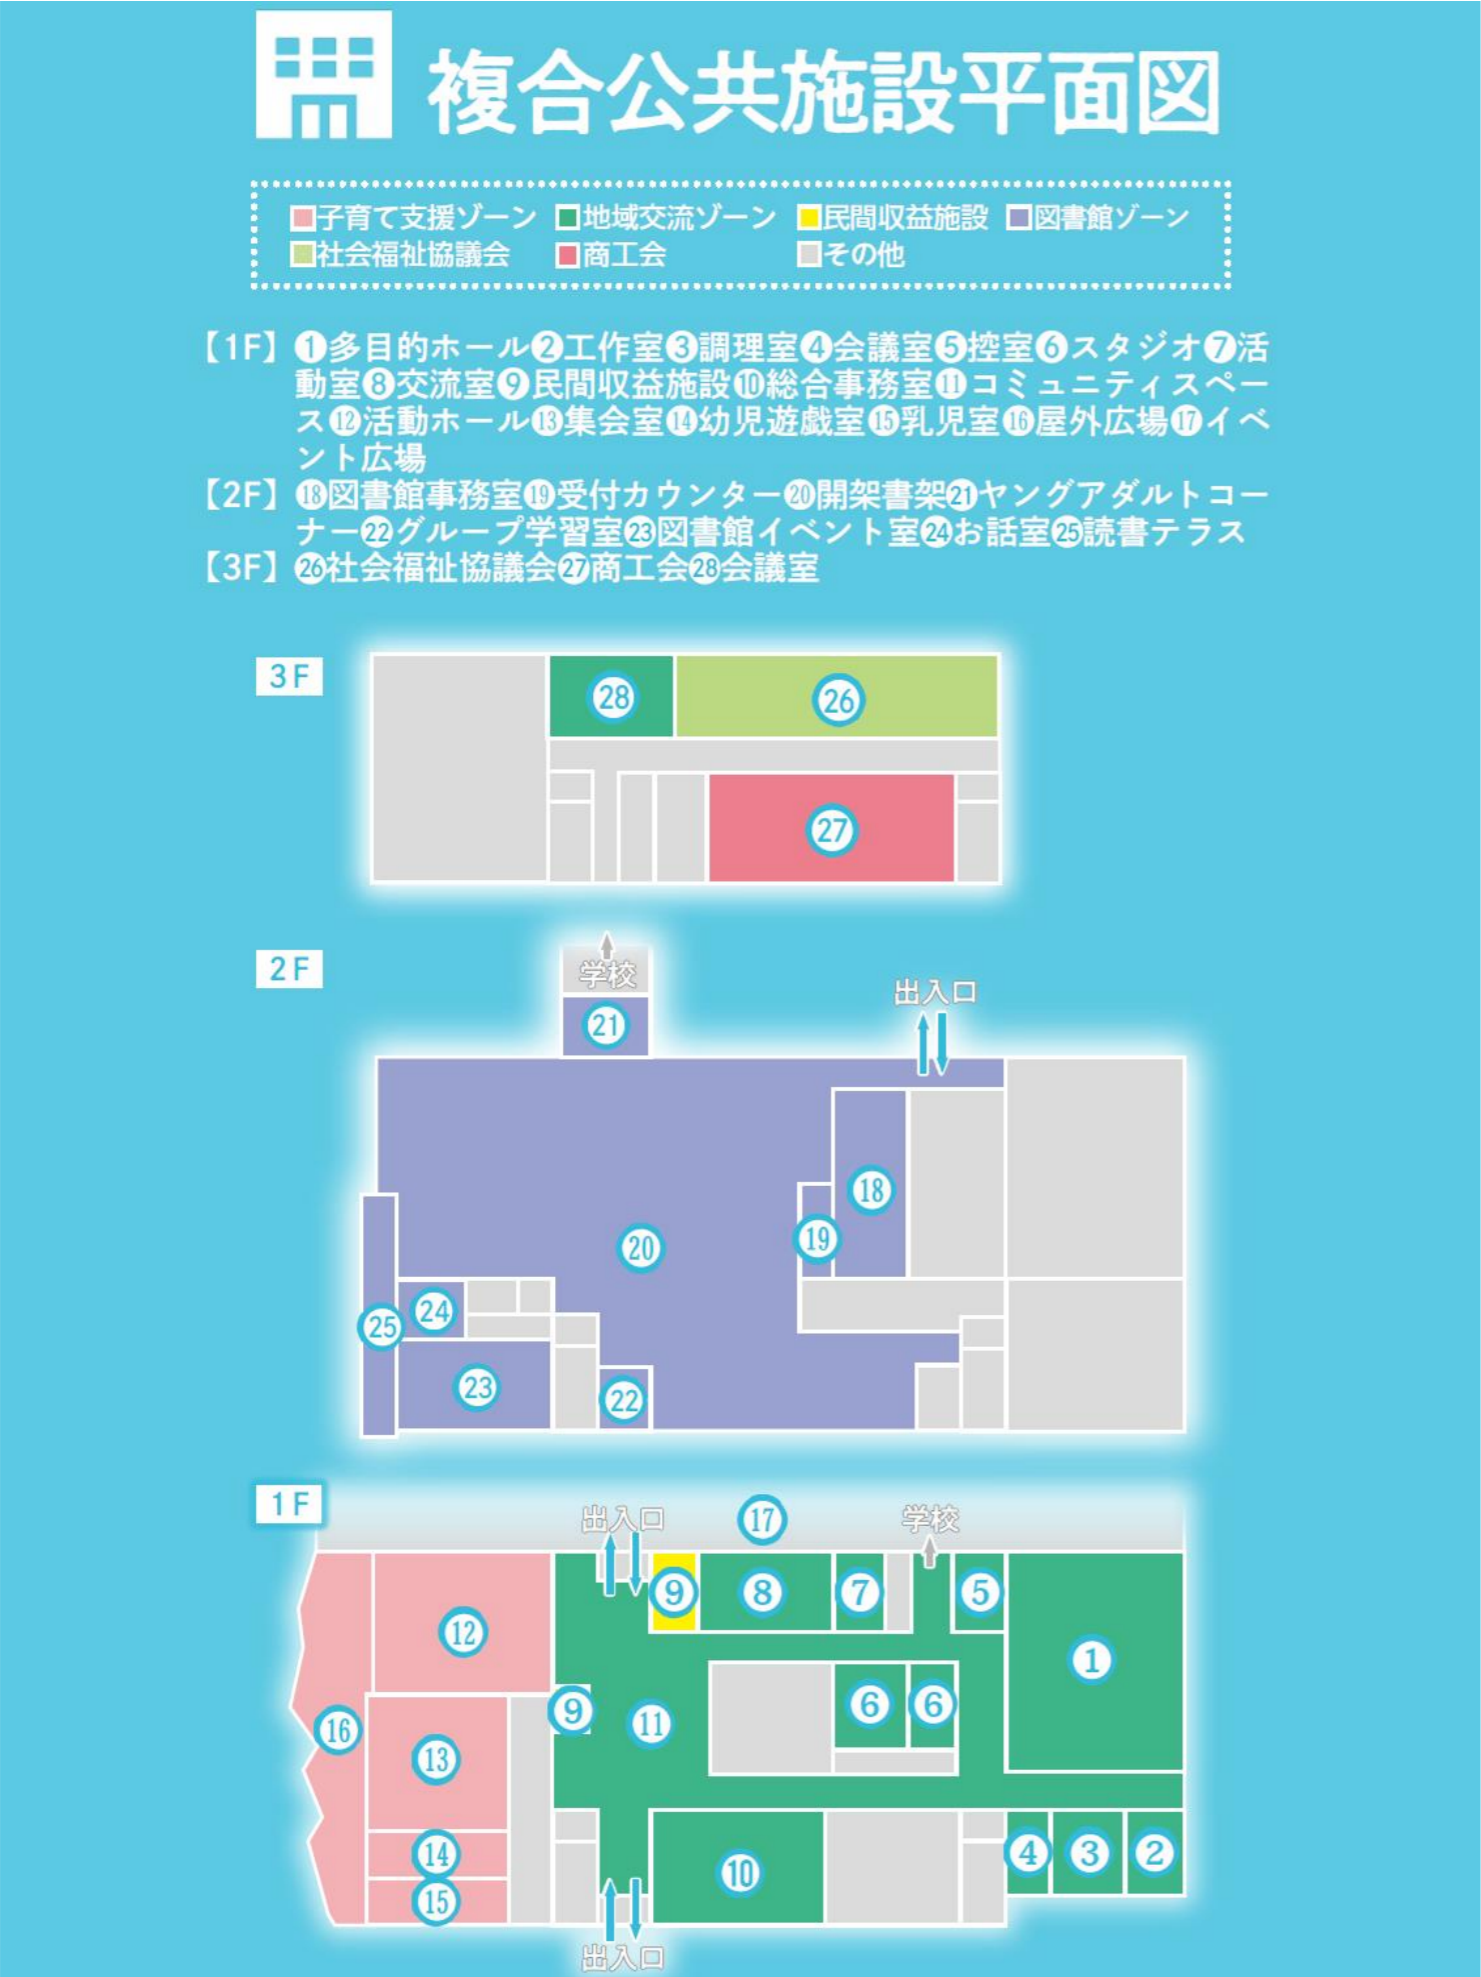 複合公共施設平面図
子育て支援ゾーン 地域交流ゾーン 民間収益施設 図書館ゾーン
社会福祉協議会 商工会 その他
【1F】❶多目的ホール❷工作室❸調理室❹会議室❺控室❻スタジオ❼活
動室❽交流室❾民間収益施設❿総合事務室⓫コミュニティスペー
ス⓬活動ホール⓭集会室⓮幼児遊戯室⓯乳児室⓰屋外広場⓱イベ
ント広場
【2F】⓲図書館事務室⓳受付カウンター⓴開架書架㉑ヤングアダルトコー
ナー㉒グループ学習室㉓図書館イベント室㉔お話室㉕読書テラス
【3F】㉖社会福祉協議会㉗商工会㉘会議室
3F
㉘ ㉖
㉗
2F
学校
出入口
㉑
⑱
⑲
⑳
㉔
㉕
㉓
㉒
1F
出入口 ⑰ 学校
⑨ ⑧ ⑦ ⑤
⑫
①
⑯ ⑨ ⑪ ⑥ ⑥
⑬
⑭ ⑩ ④ ③ ②
⑮
出入口